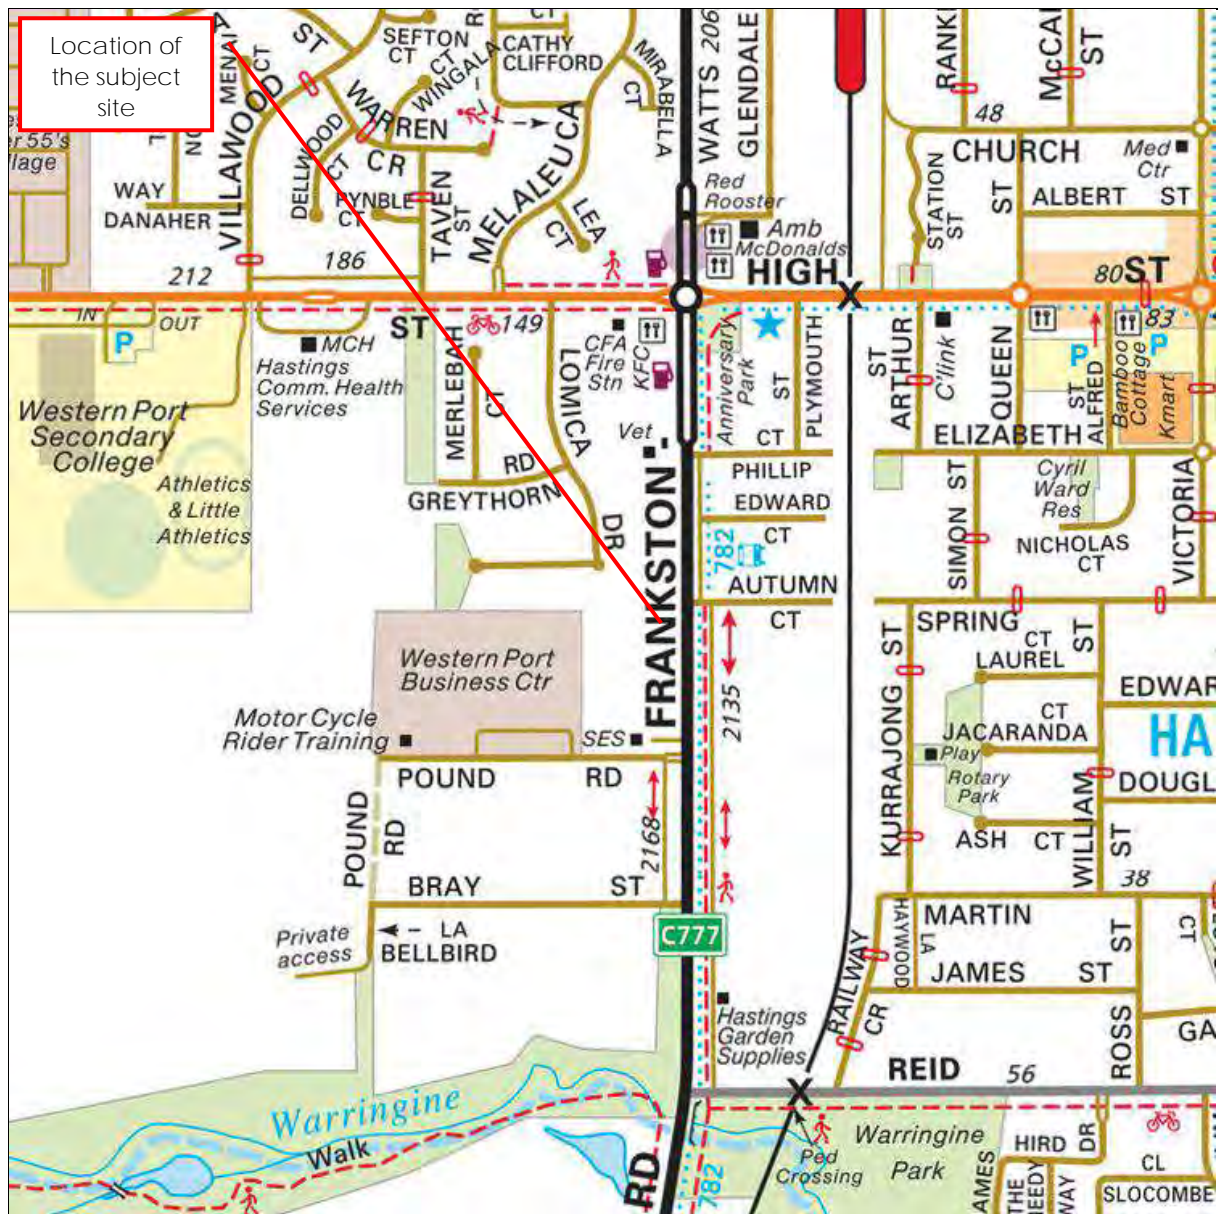 Location of
the subject
site
MENAI
CT
ST
SEFTON
CT
WINGALA
CT
CT
CATHY
CLIFFORD
MIRABELLA
CT
WATTS
206
GLENDALE
ST
48
CHURCH
Med
Ctr
ALBERT ST
STATION
ST
ST
WAY
DANAHER
VILLAWOOD
DELLWOOD
CT
WARREN
CR
PYNBLE
CT
TAVEN
ST
MELALEUCA
LEA
CT
Red
Rooster
Amb
McDonalds
212
186
HIGH
80
ST
IN
OUT
P
ST
149
MCH
Hastings
Comm. Health
Services
MERLEBAH
CT
LOMICA
DR
CFA
Fire
Stn
KFC
Vet
Anniversary
Park
ST
CT
PLYMOUTH
ST
ARTHUR
C'link
QUEEN
P
ST
ALFRED
83
P
Bamboo
Cottage
Kmart
Western Port
Secondary
College
Athletics
& Little
Athletics
RD
GREYTHORN
FRANKSTON
PHILLIP
EDWARD
CT
782
AUTUMN
CT
ELIZABETH
SIMON ST
Cyril
Ward
Res
NICHOLAS
CT
VICTORIA
SPRING
CT
LAUREL
ST
Western Port
Business Ctr
Motor Cycle
Rider Training
SES
2135
KURRAJONG
ST
CT
JACARANDA
Play
Rotary
Park
ASH CT
WILLIAM
ST
HA
POUND RD
POUND
RD
2168
BRAY ST
38
Private
access
LA
BELLBIRD
C777
HAYWOOD
LA
MARTIN
JAMES ST
ST
ROSS
CT
RAILWAY
CR
Hastings
Garden
Supplies
REID
56
Warringine
Walk
RD
782
Ped
Crossing
Warringine
Park
HIRD
DR
CL
SLOCOMBE
THE
WAY